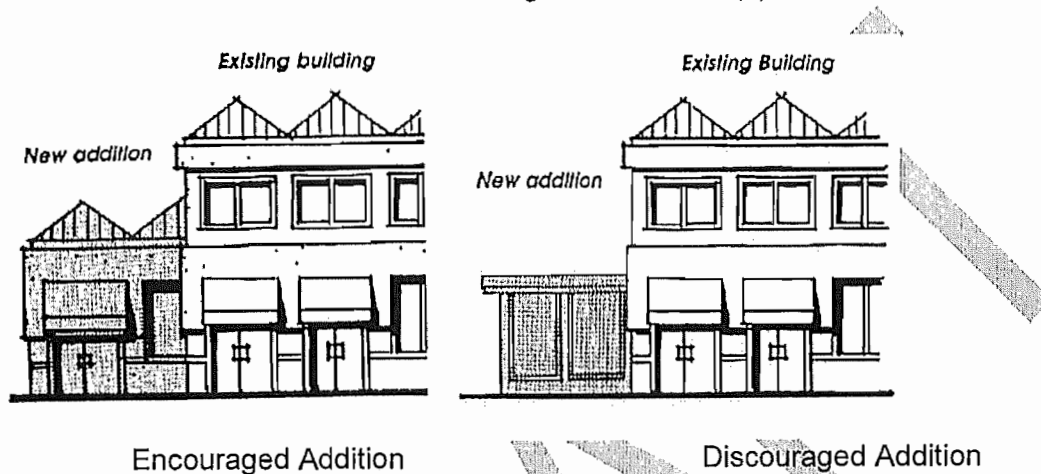 Existing building
Existing Building
New addition
New addition
Encouraged Addition
Discouraged Addition